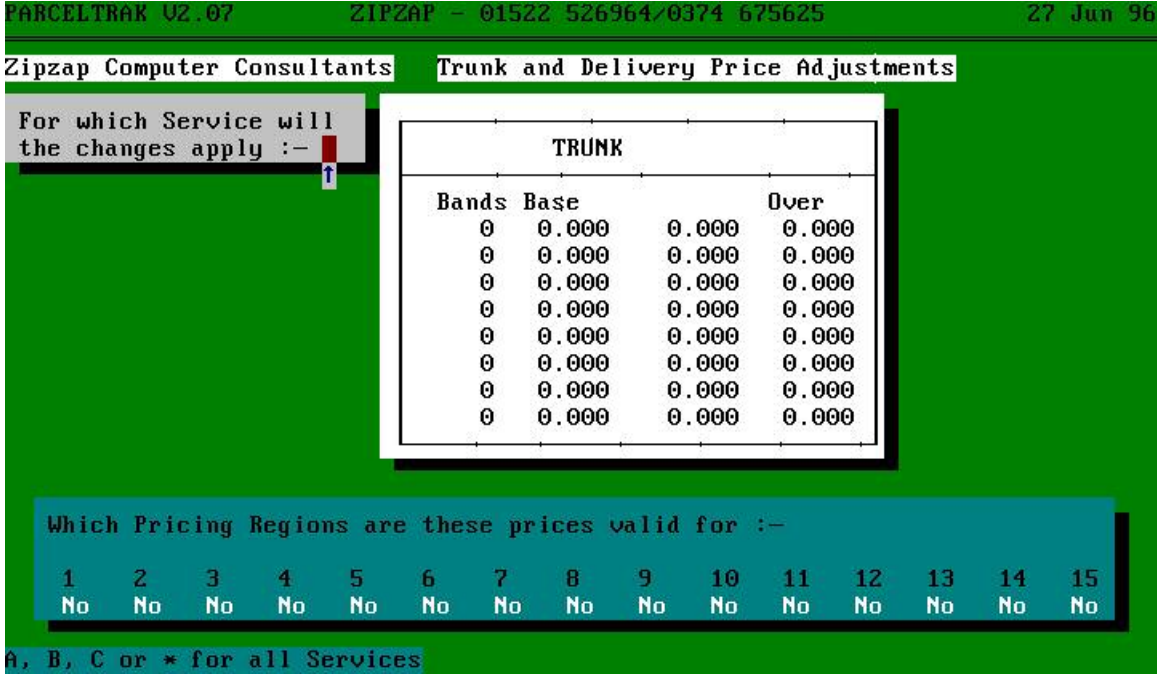 PARCELTRAK V2.07 ZIPZAP - 01522 526964/0374 675625 27 Jun 96
Zipzap Computer Consultants Trunk and Delivery Price Adjustments
For which Service will
the changes apply :-
↑
TRUNK
Bands Base Over
0 0.000 0.000 0.000
0 0.000 0.000 0.000
0 0.000 0.000 0.000
0 0.000 0.000 0.000
0 0.000 0.000 0.000
0 0.000 0.000 0.000
0 0.000 0.000 0.000
0 0.000 0.000 0.000
Which Pricing Regions are these prices valid for :-
1 2 3 4 5 6 7 8 9 10 11 12 13 14 15
No No No No No No No No No No No No No No No
A, B, C or * for all Services